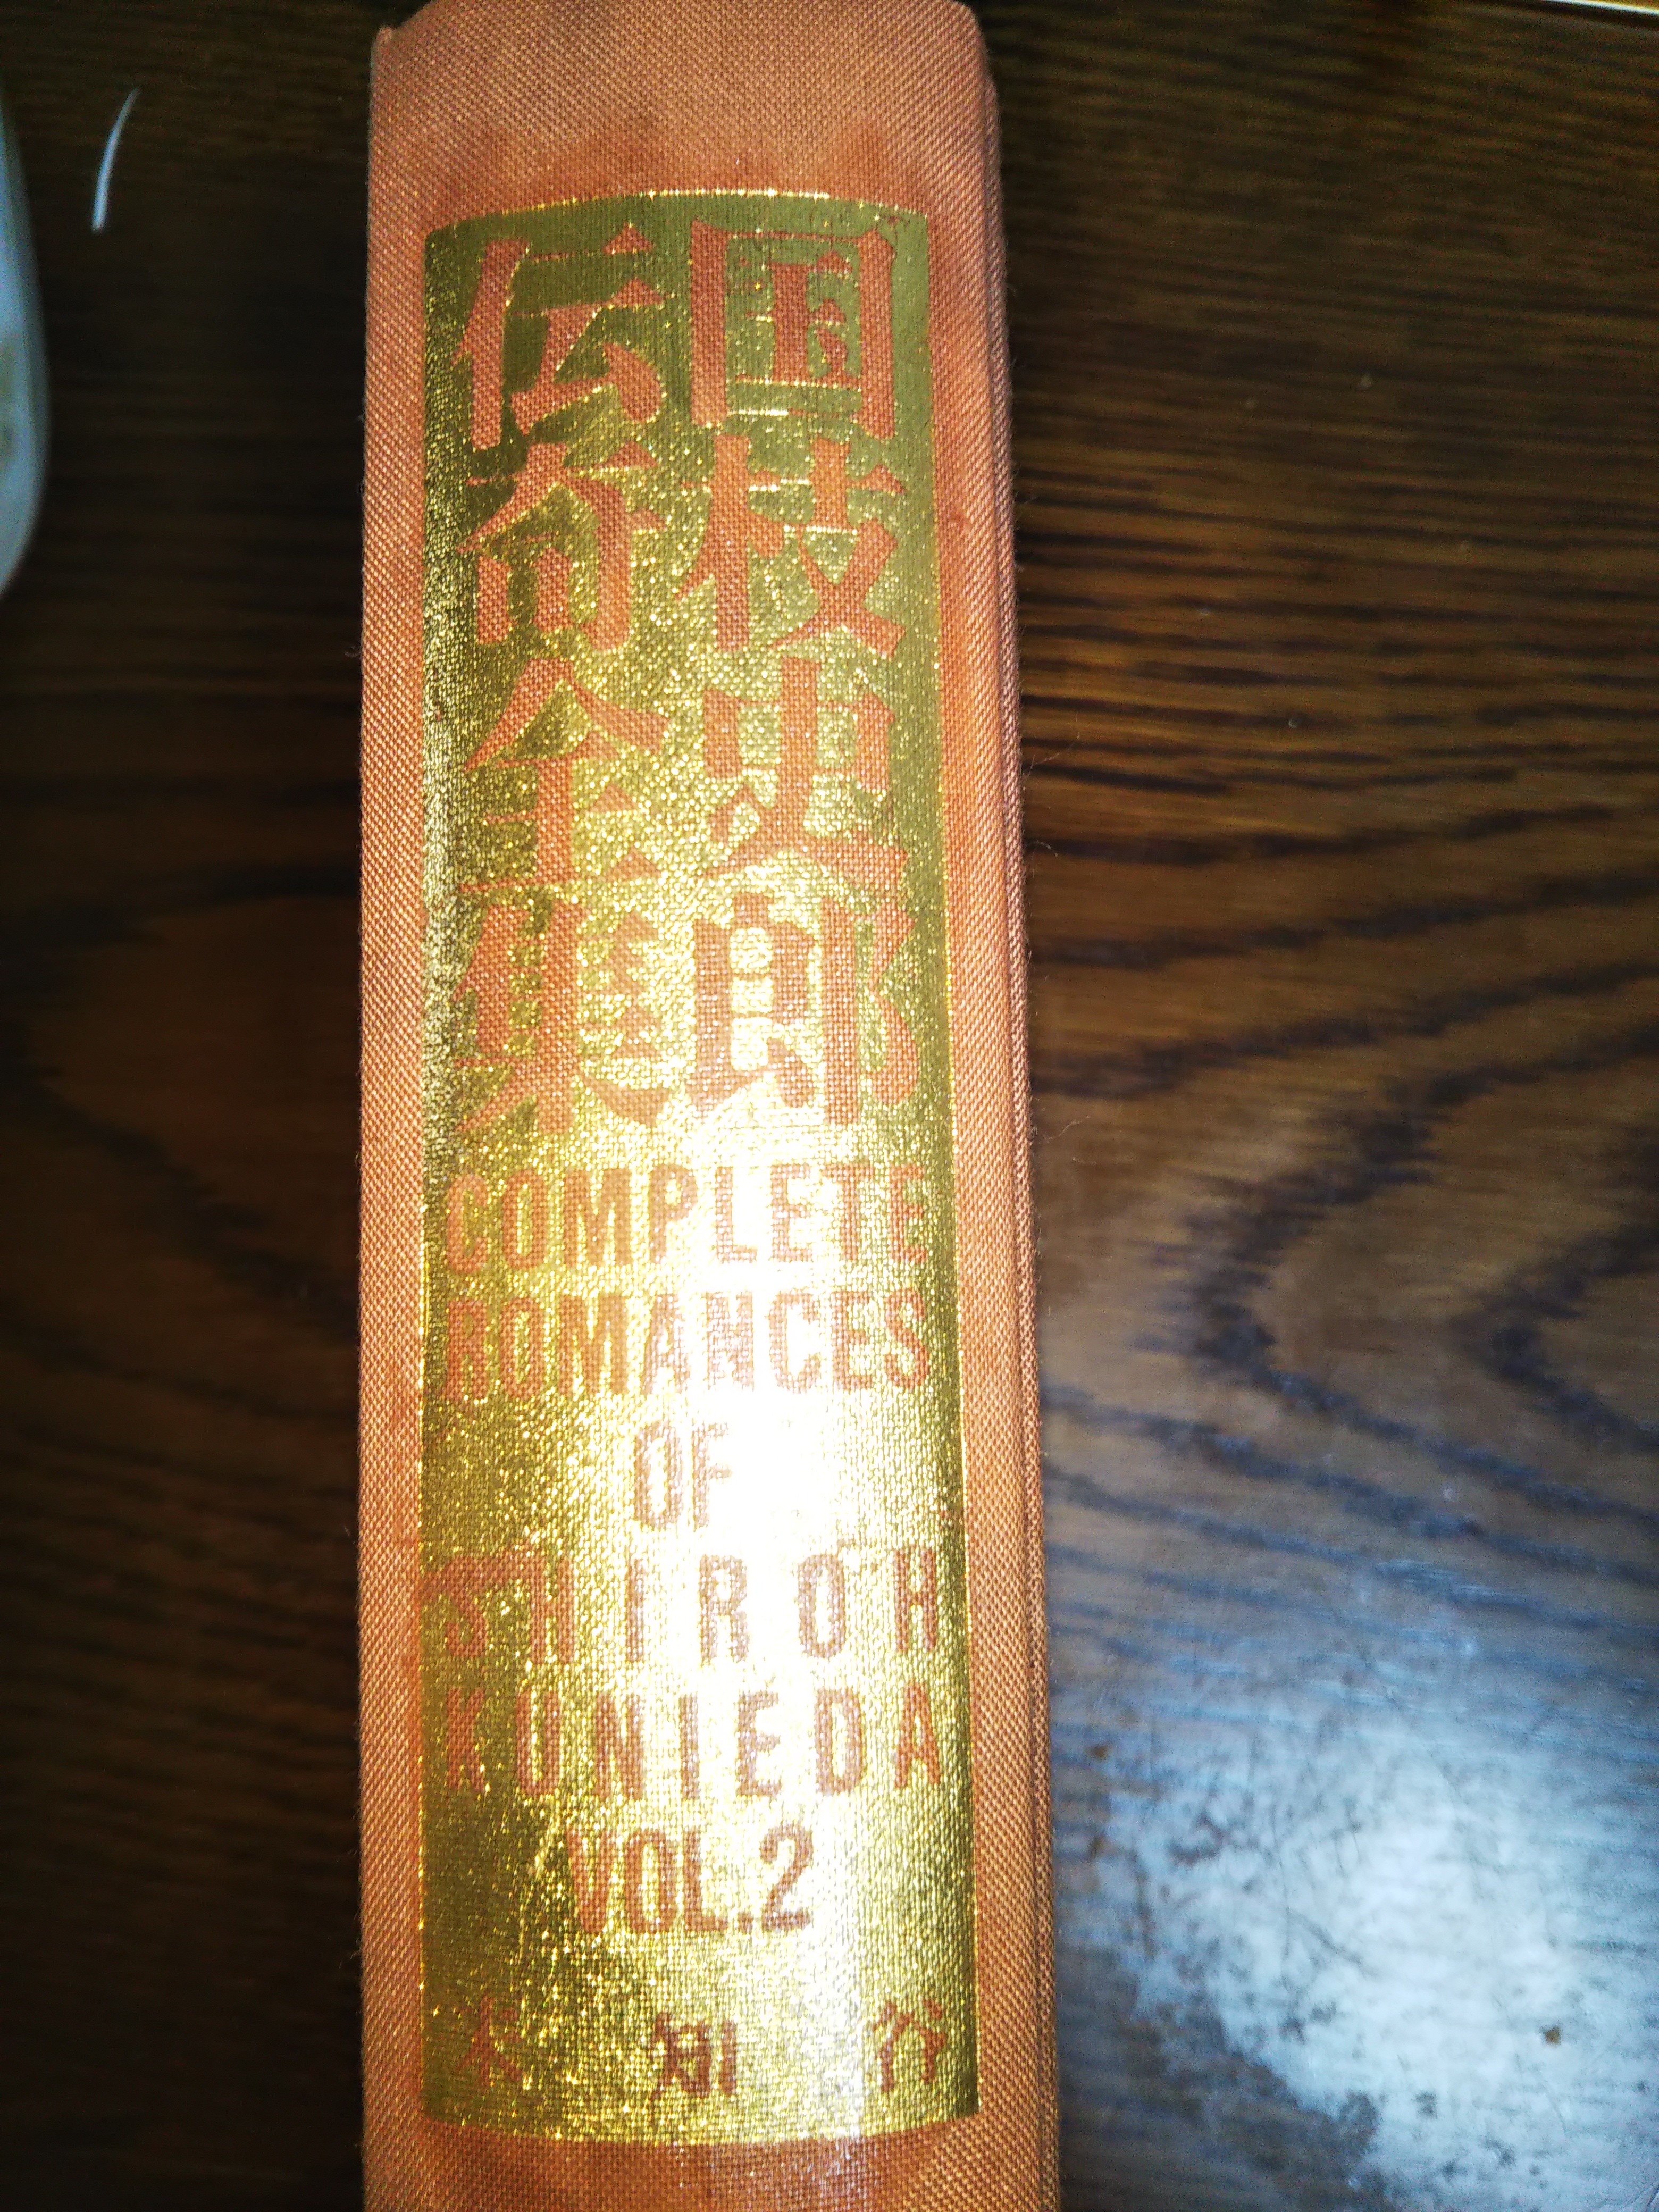 国枝史郎
伝奇全集
COMPLETE
ROMANCES
OF
SHIROH
KUNIEDA
VOL.2
未知谷